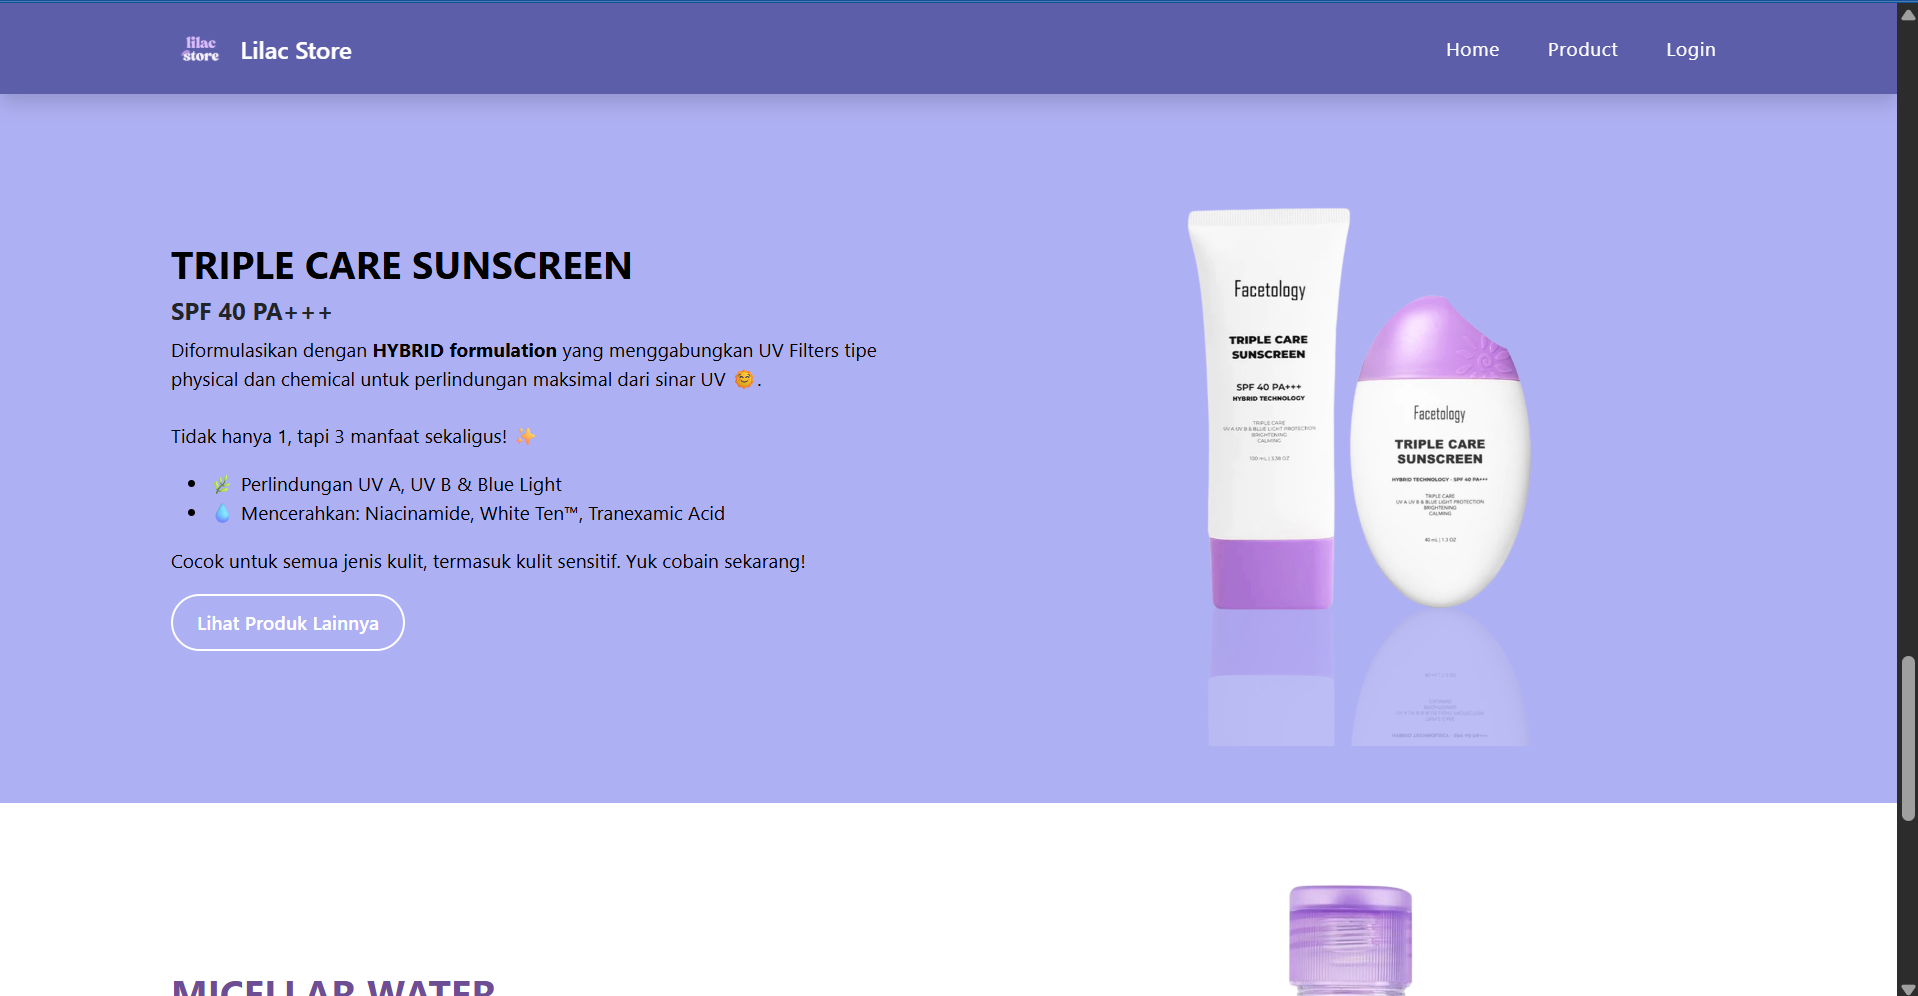 lilac
store
Lilac Store
Home
Product
Login
TRIPLE CARE SUNSCREEN
SPF 40 PA+++
Diformulasikan dengan HYBRID formulation yang menggabungkan UV Filters tipe
physical dan chemical untuk perlindungan maksimal dari sinar UV 🌞.
Tidak hanya 1, tapi 3 manfaat sekaligus! ✨
• 🌿 Perlindungan UV A, UV B & Blue Light
• 💧 Mencerahkan: Niacinamide, White Ten™, Tranexamic Acid
Cocok untuk semua jenis kulit, termasuk kulit sensitif. Yuk cobain sekarang!
Lihat Produk Lainnya
Facetology
TRIPLE CARE
SUNSCREEN
SPF 40 PA+++
HYBRID TECHNOLOGY
TRIPLE CARE
UV A UV B & BLUE LIGHT PROTECTION
BRIGHTENING
CALMING
100 mL | 3.38 OZ
Facetology
TRIPLE CARE
SUNSCREEN
HYBRID TECHNOLOGY - SPF 40 PA+++
TRIPLE CARE
UV A UV B & BLUE LIGHT PROTECTION
BRIGHTENING
CALMING
40 mL | 1.3 OZ
MICELLAR WATER